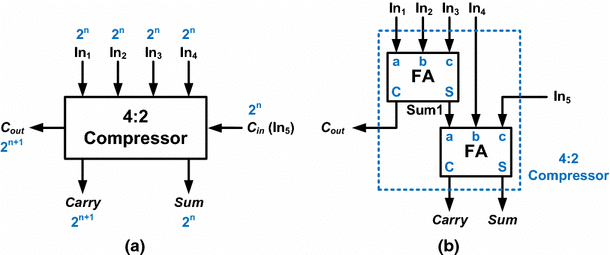 2ⁿ 2ⁿ 2ⁿ 2ⁿ
In₁ In₂ In₃ In₄
4:2
Compressor
Cout
2ⁿ⁺¹
2ⁿ
Cin (In₅)
Carry
2ⁿ⁺¹
Sum
2ⁿ
(a)
In₁ In₂ In₃ In₄
a b c
FA
C S
Sum1
Cout
In₅
a b c
FA
C S
4:2
Compressor
Carry Sum
(b)